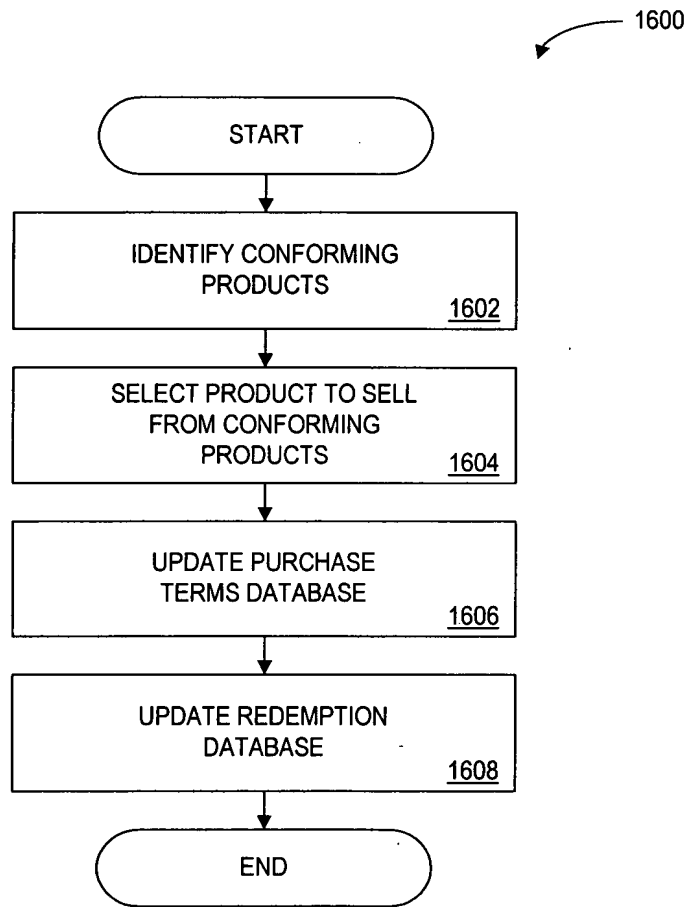 1600
START
IDENTIFY CONFORMING
PRODUCTS
1602
SELECT PRODUCT TO SELL
FROM CONFORMING
PRODUCTS
1604
UPDATE PURCHASE
TERMS DATABASE
1606
UPDATE REDEMPTION
DATABASE
1608
END